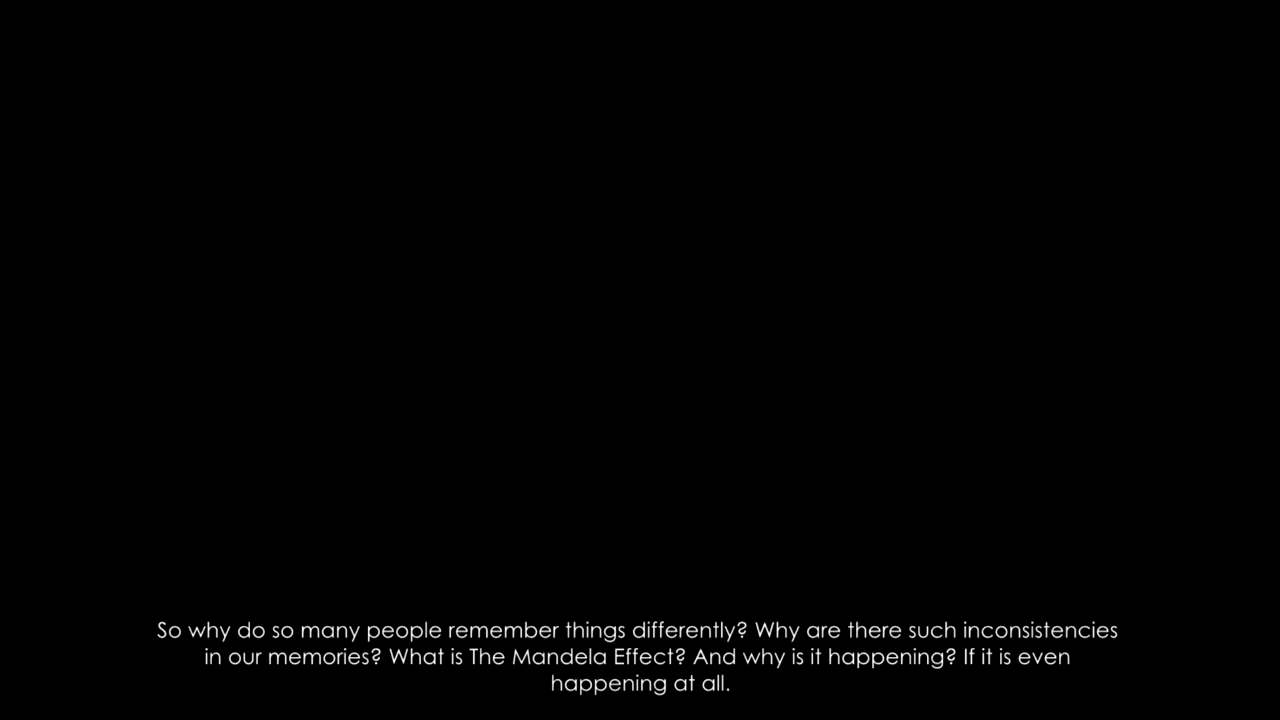 So why do so many people remember things differently? Why are there such inconsistencies
in our memories? What is The Mandela Effect? And why is it happening? If it is even
happening at all.